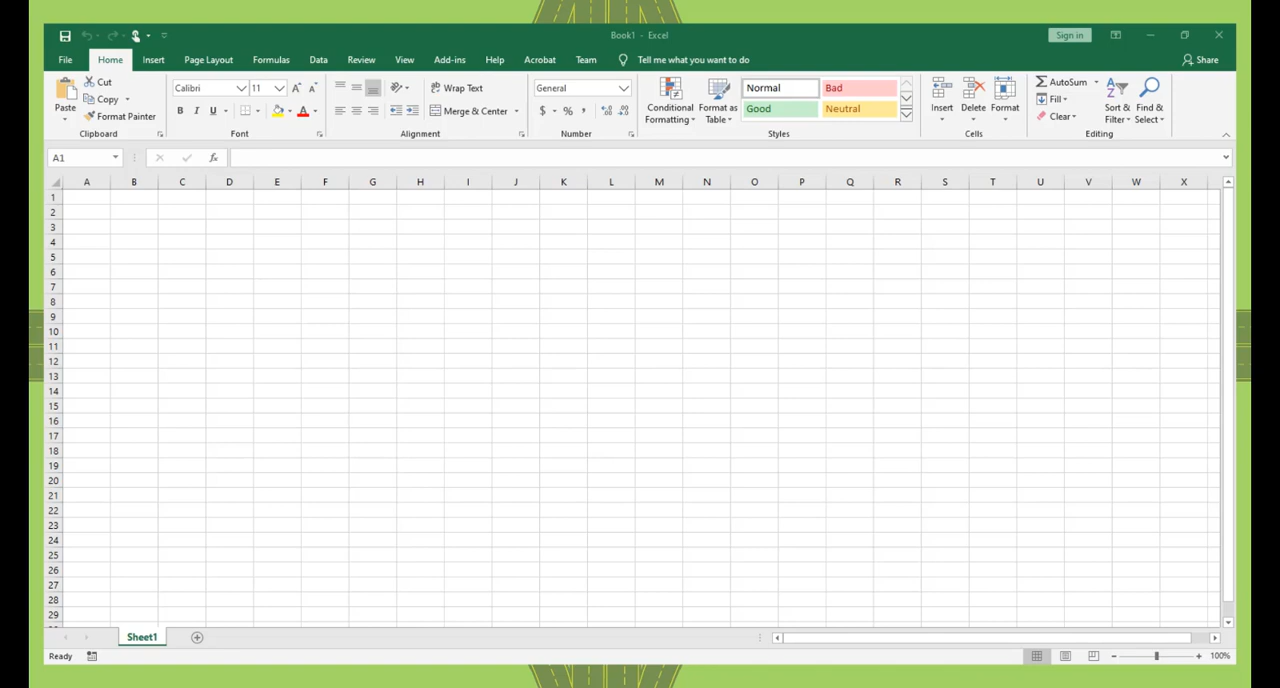 Book1 - Excel
Sign in
File Home Insert Page Layout Formulas Data Review View Add-ins Help Acrobat Team Tell me what you want to do Share
Paste
Cut
Copy
Format Painter
Clipboard
Calibri 11
B I U
Font
Wrap Text
Merge & Center
Alignment
General
$ % ,
Number
Conditional
Formatting
Format as
Table
Normal Bad
Good Neutral
Styles
Insert Delete Format
Cells
AutoSum
Fill
Clear
Sort &
Filter
Find &
Select
Editing
A1 fx
A B C D E F G H I J K L M N O P Q R S T U V W X
1
2
3
4
5
6
7
8
9
10
11
12
13
14
15
16
17
18
19
20
21
22
23
24
25
26
27
28
29
Sheet1
Ready 100%